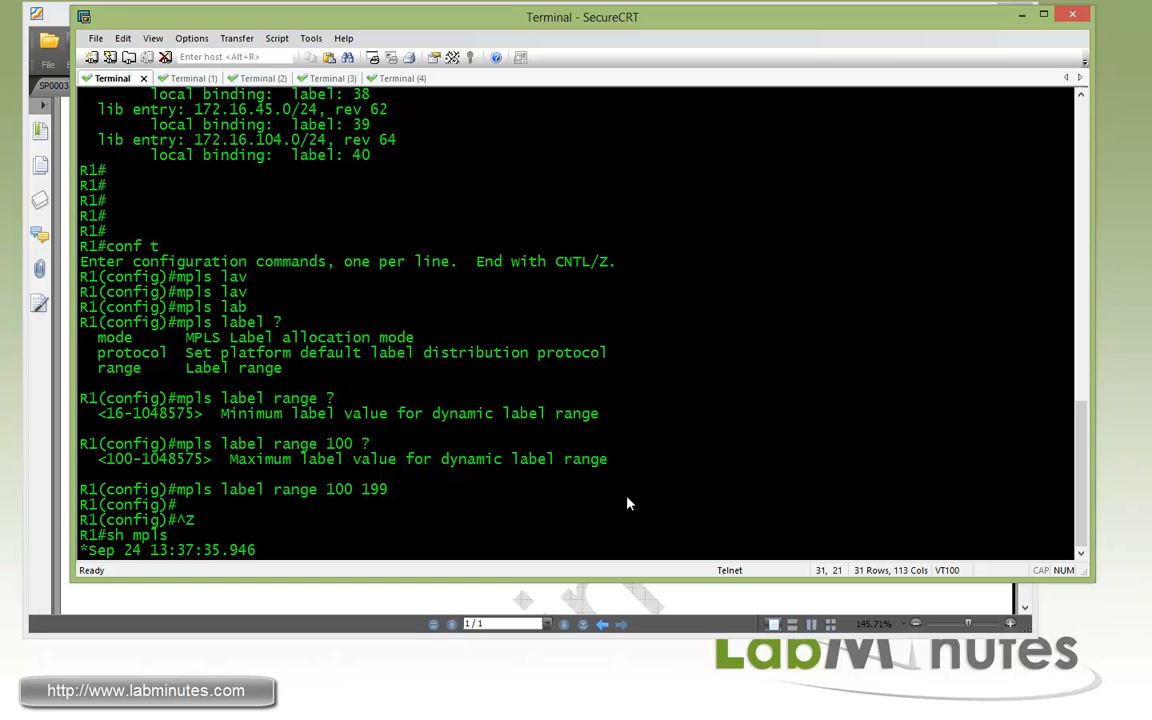 Terminal - SecureCRT
File Edit View Options Transfer Script Tools Help
Enter host <Alt+R>
File
SP0003
Terminal Terminal (1) Terminal (2) Terminal (3) Terminal (4)
local binding: label: 38
lib entry: 172.16.45.0/24, rev 62
local binding: label: 39
lib entry: 172.16.104.0/24, rev 64
local binding: label: 40
R1#
R1#
R1#
R1#
R1#
R1#conf t
Enter configuration commands, one per line. End with CNTL/Z.
R1(config)#mpls lav
R1(config)#mpls lav
R1(config)#mpls lab
R1(config)#mpls label ?
mode MPLS Label allocation mode
protocol Set platform default label distribution protocol
range Label range
R1(config)#mpls label range ?
<16-1048575> Minimum label value for dynamic label range
R1(config)#mpls label range 100 ?
<100-1048575> Maximum label value for dynamic label range
R1(config)#mpls label range 100 199
R1(config)#
R1(config)#^Z
R1#sh mpls
*Sep 24 13:37:35.946
Ready Telnet 31, 21 31 Rows, 113 Cols VT100 CAP NUM
1 / 1 145.71%
LabMinutes
http://www.labminutes.com